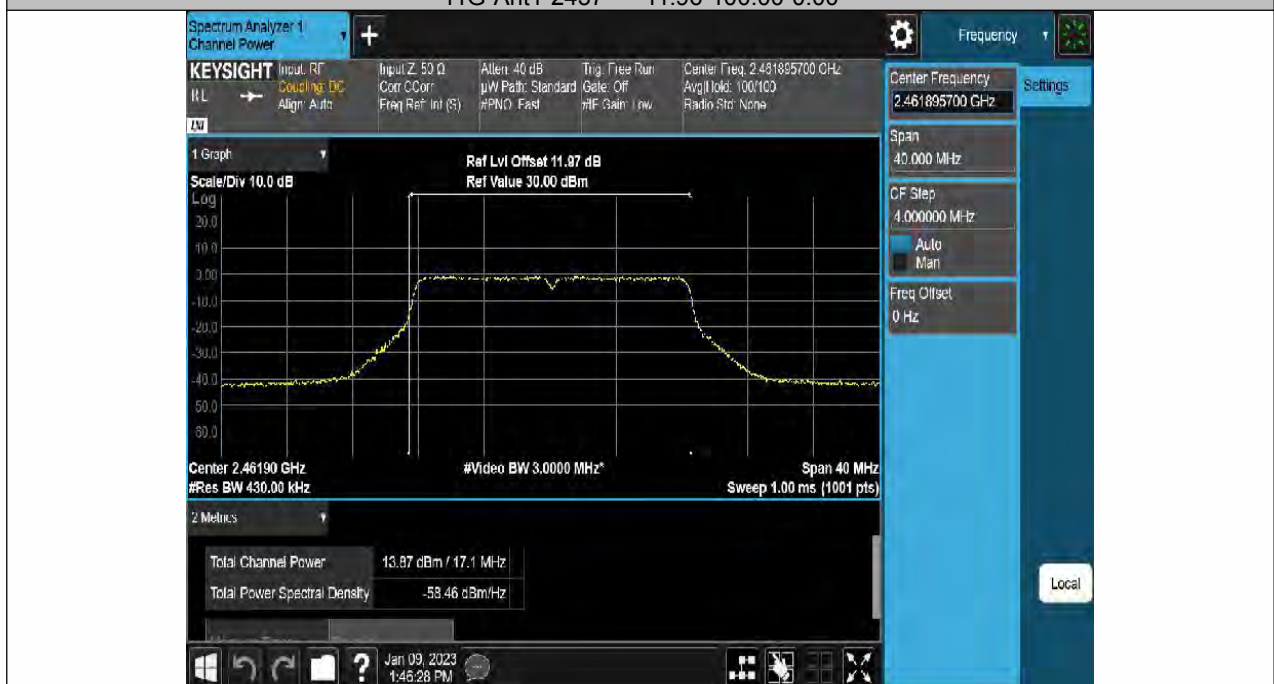 Spectrum Analyzer 1
Channel Power
+
Frequency
KEYSIGHT
Input: RF
Coupling: DC
Align: Auto
Input Z: 50 Ω
Corr CCorr
Freq Ref: Int (S)
Atten: 40 dB
µW Path: Standard
#PNO: Fast
Trig: Free Run
Gate: Off
#IF Gain: Low
Center Freq: 2.461895700 GHz
Avg|Hold: 100/100
Radio Std: None
RL
LXI
Center Frequency
2.461895700 GHz
Settings
Span
40.000 MHz
CF Step
4.000000 MHz
Auto
Man
Freq Offset
0 Hz
1 Graph
Ref Lvl Offset 11.97 dB
Scale/Div 10.0 dB
Ref Value 30.00 dBm
Log
20.0
10.0
0.00
-10.0
-20.0
-30.0
-40.0
50.0
60.0
Center 2.46190 GHz
#Video BW 3.0000 MHz*
Span 40 MHz
#Res BW 430.00 kHz
Sweep 1.00 ms (1001 pts)
2 Metrics
Total Channel Power
13.87 dBm / 17.1 MHz
Total Power Spectral Density
-58.46 dBm/Hz
Local
?
Jan 09, 2023
1:46:28 PM